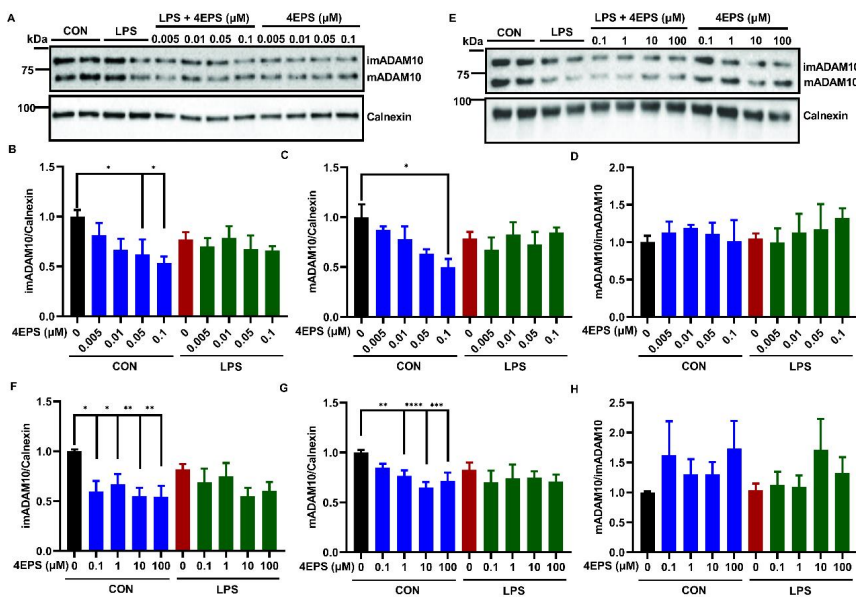 A
kDa
CON LPS LPS + 4EPS (µM) 4EPS (µM)
0.005 0.01 0.05 0.1 0.005 0.01 0.05 0.1
75
imADAM10
mADAM10
100
Calnexin
E
kDa
CON LPS LPS + 4EPS (µM) 4EPS (µM)
0.1 1 10 100 0.1 1 10 100
75
imADAM10
mADAM10
100
Calnexin
B
imADAM10/Calnexin
1.5
1.0
0.5
0.0
* *
4EPS (µM) 0 0.005 0.01 0.05 0.1 0 0.005 0.01 0.05 0.1
CON LPS
C
mADAM10/Calnexin
1.5
1.0
0.5
0.0
*
4EPS (µM) 0 0.005 0.01 0.05 0.1 0 0.005 0.01 0.05 0.1
CON LPS
D
mADAM10/imADAM10
2.0
1.5
1.0
0.5
0.0
4EPS (µM) 0 0.005 0.01 0.05 0.1 0 0.005 0.01 0.05 0.1
CON LPS
F
imADAM10/Calnexin
1.5
1.0
0.5
0.0
* * ** **
4EPS (µM) 0 0.1 1 10 100 0 0.1 1 10 100
CON LPS
G
mADAM10/Calnexin
1.5
1.0
0.5
0.0
** **** ***
4EPS (µM) 0 0.1 1 10 100 0 0.1 1 10 100
CON LPS
H
mADAM10/imADAM10
2.5
2.0
1.5
1.0
0.5
0.0
4EPS (µM) 0 0.1 1 10 100 0 0.1 1 10 100
CON LPS